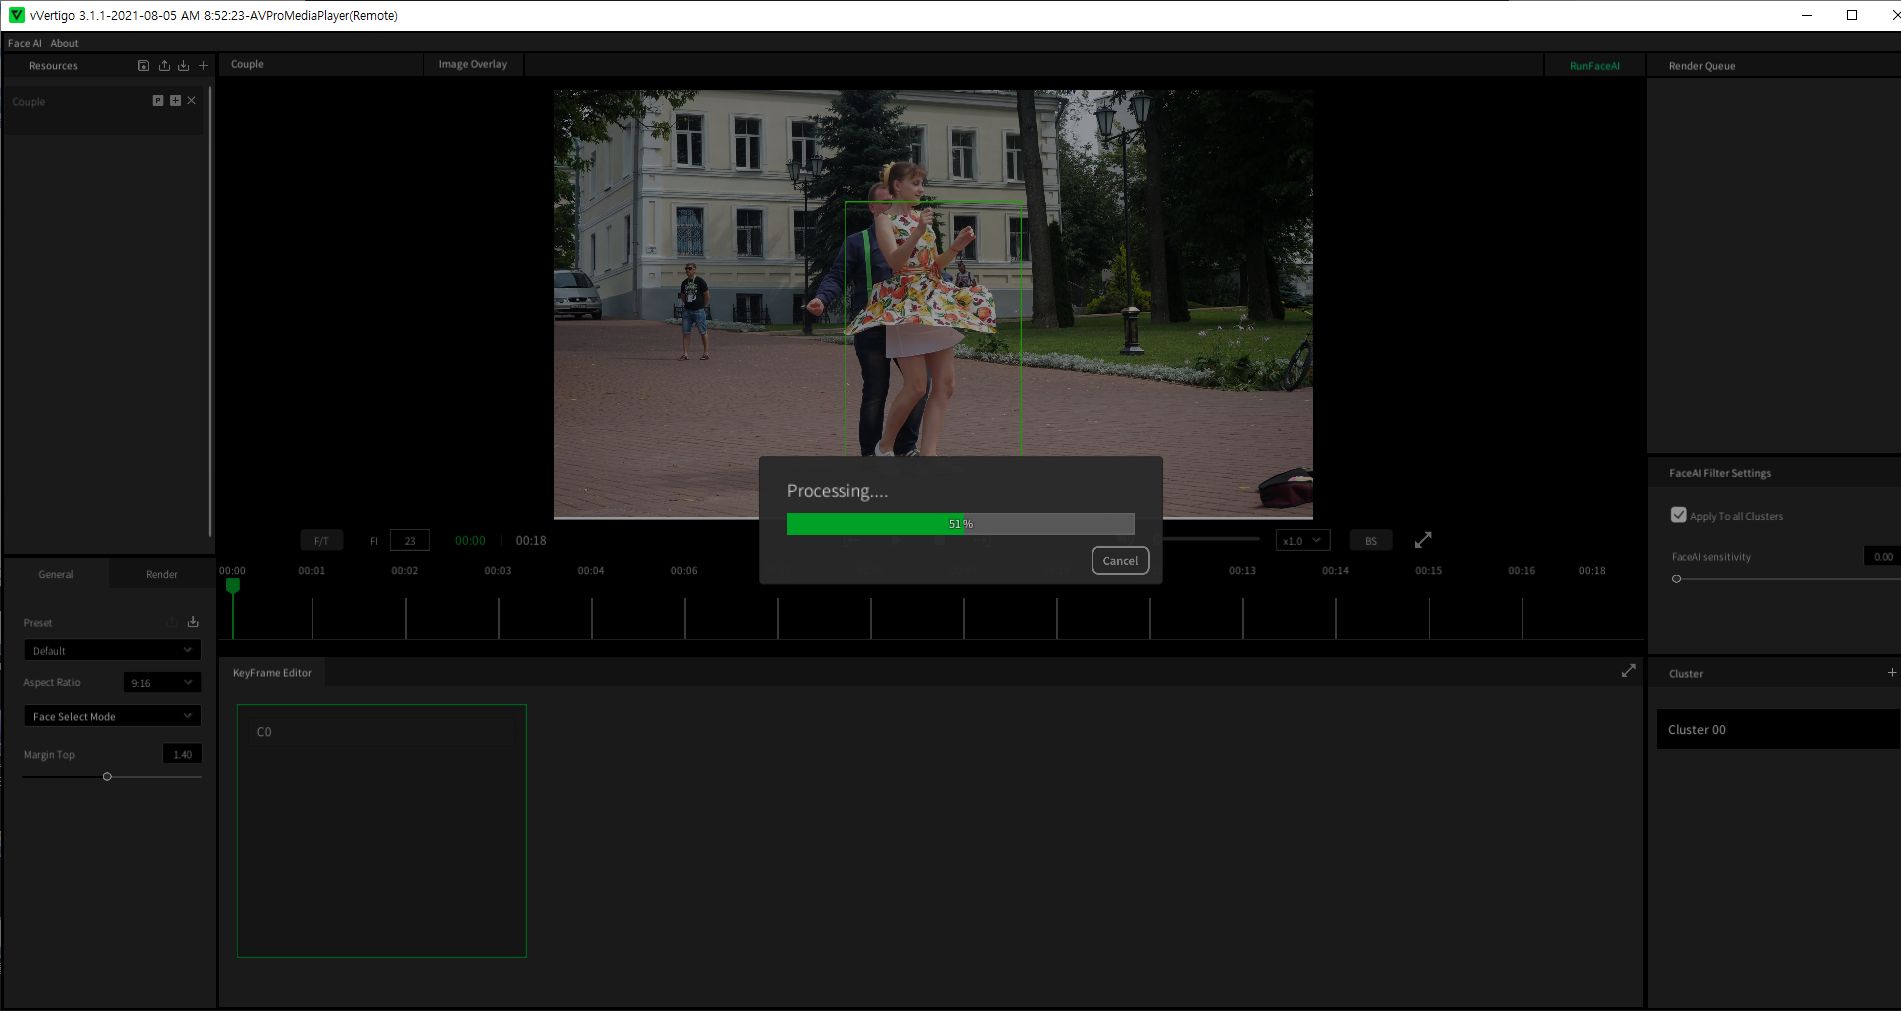 vVertigo 3.1.1-2021-08-05 AM 8:52:23-AVProMediaPlayer(Remote)
Face AI About
Resources
Couple
Image Overlay
RunFaceAI
Render Queue
Couple
P
Processing....
51%
Cancel
F/T
FI
23
00:00
00:18
x1.0
BS
00:00 00:01 00:02 00:03 00:04 00:06 00:13 00:14 00:15 00:16 00:18
FaceAI Filter Settings
Apply To all Clusters
FaceAI sensitivity
0.00
General
Render
Preset
Default
Aspect Ratio
9:16
Face Select Mode
Margin Top
1.40
KeyFrame Editor
C0
Cluster
Cluster 00